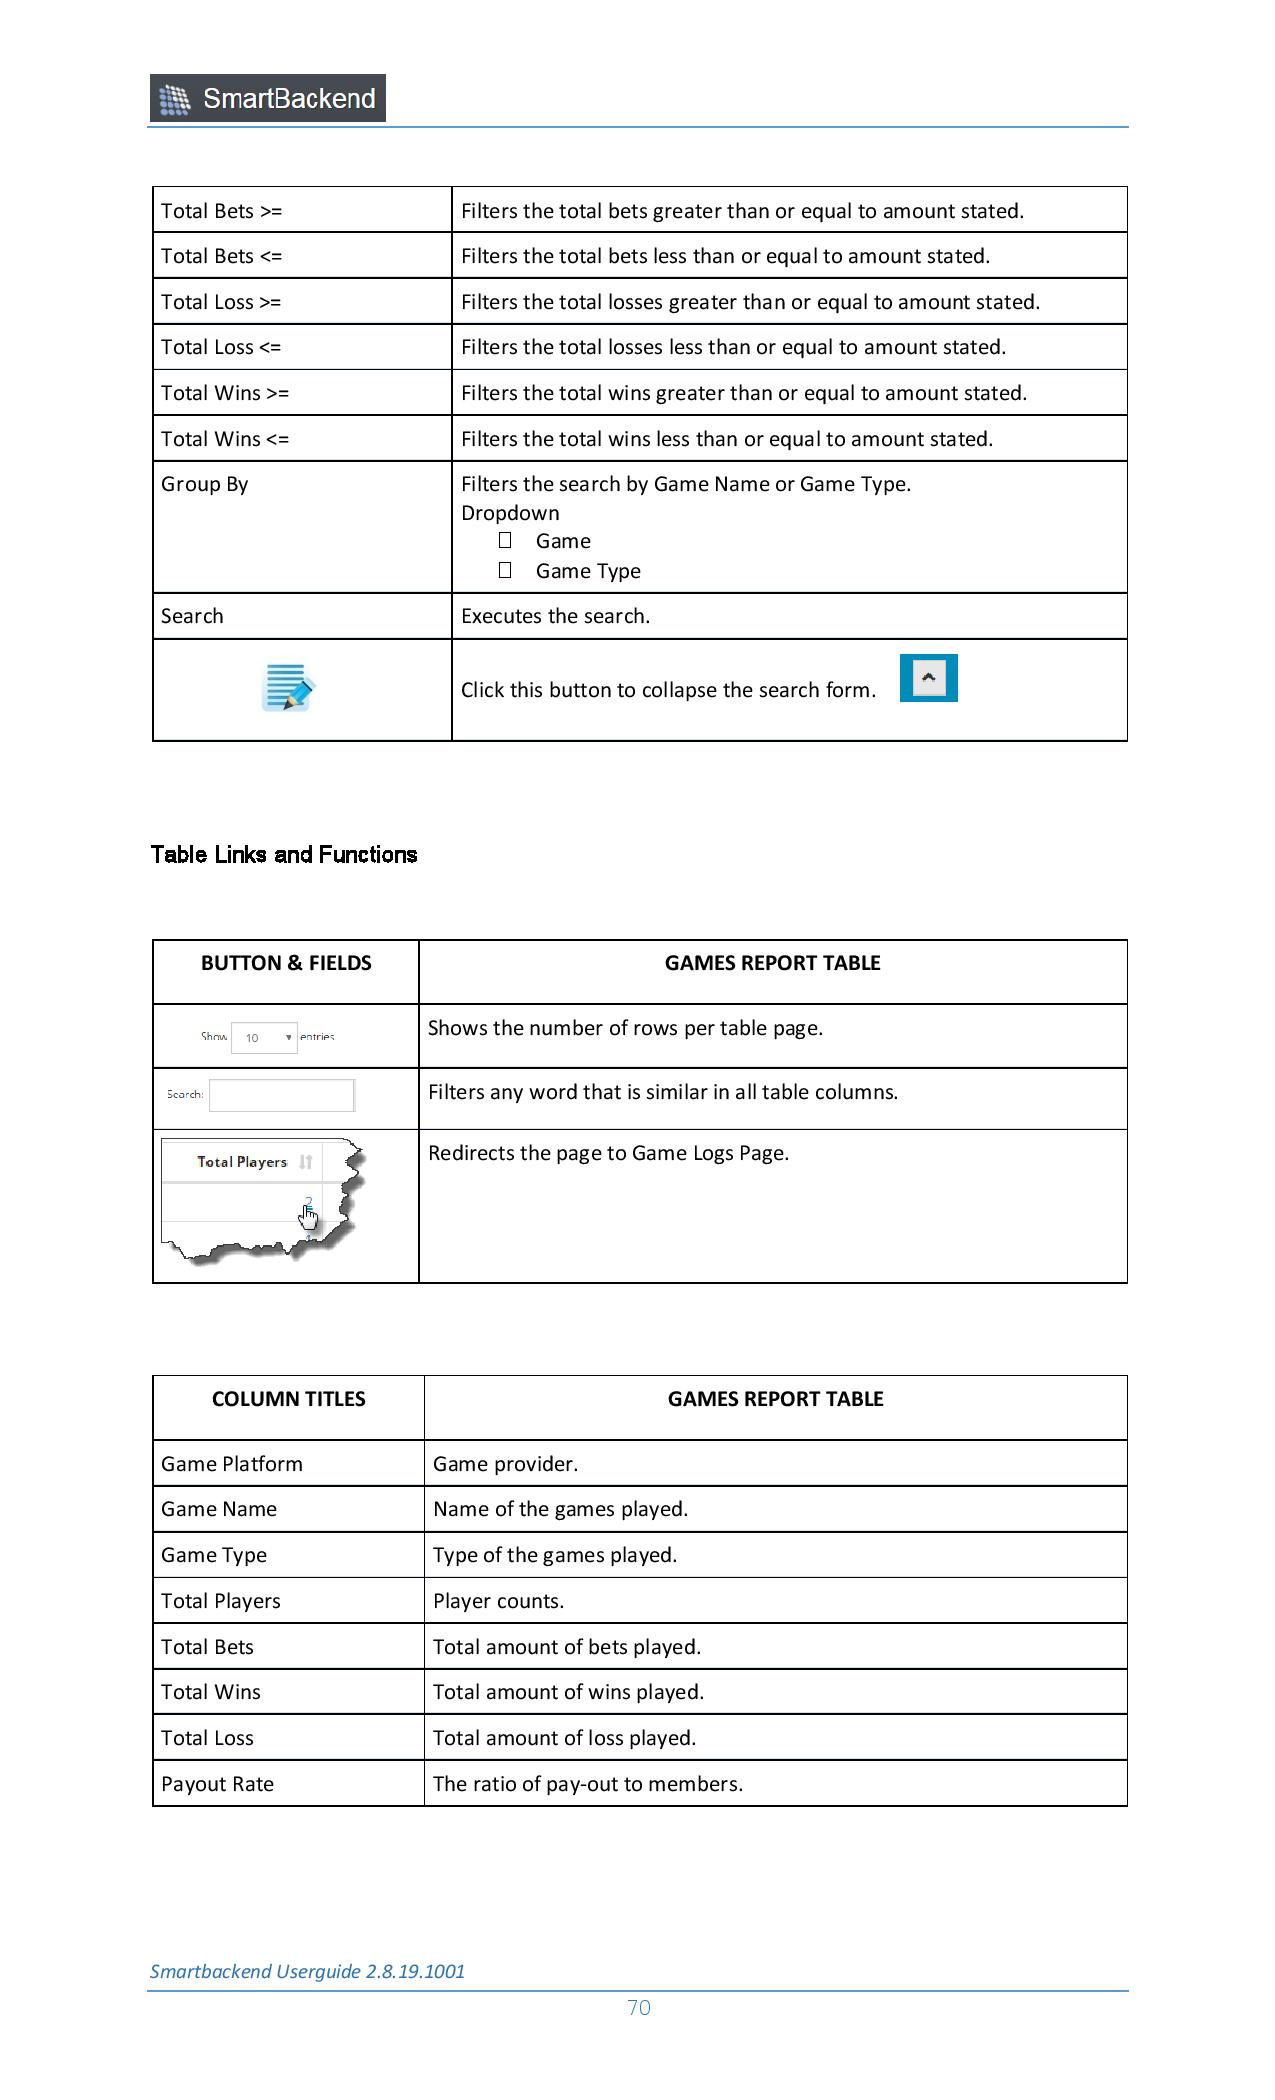 SmartBackend
Total Bets >=
Filters the total bets greater than or equal to amount stated.
Total Bets <=
Filters the total bets less than or equal to amount stated.
Total Loss >=
Filters the total losses greater than or equal to amount stated.
Total Loss <=
Filters the total losses less than or equal to amount stated.
Total Wins >=
Filters the total wins greater than or equal to amount stated.
Total Wins <=
Filters the total wins less than or equal to amount stated.
Group By
Filters the search by Game Name or Game Type.
Dropdown
Game
Game Type
Search
Executes the search.
Click this button to collapse the search form.
Table Links and Functions
BUTTON & FIELDS
GAMES REPORT TABLE
Show 10 entries
Shows the number of rows per table page.
Search:
Filters any word that is similar in all table columns.
Total Players
2
Redirects the page to Game Logs Page.
COLUMN TITLES
GAMES REPORT TABLE
Game Platform
Game provider.
Game Name
Name of the games played.
Game Type
Type of the games played.
Total Players
Player counts.
Total Bets
Total amount of bets played.
Total Wins
Total amount of wins played.
Total Loss
Total amount of loss played.
Payout Rate
The ratio of pay-out to members.
Smartbackend Userguide 2.8.19.1001
70